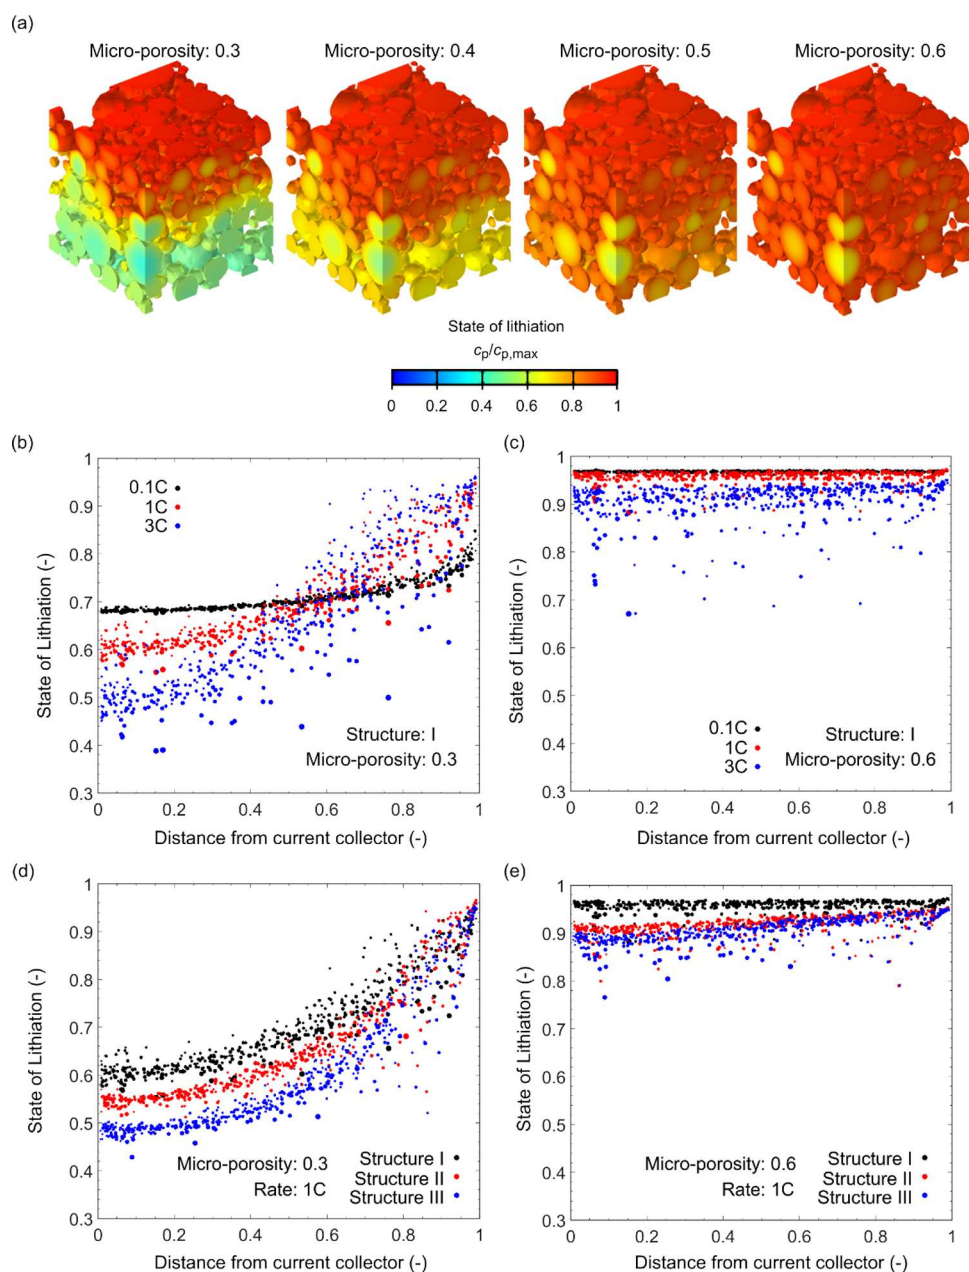 (a)
Micro-porosity: 0.3 Micro-porosity: 0.4 Micro-porosity: 0.5 Micro-porosity: 0.6
State of lithiation
cp/cp,max
0 0.2 0.4 0.6 0.8 1
(b)
1
0.9
0.8
0.7
0.6
0.5
0.4
0.3
State of Lithiation (-)
0.1C
1C
3C
Structure: I
Micro-porosity: 0.3
0 0.2 0.4 0.6 0.8 1
Distance from current collector (-)
(c)
1
0.9
0.8
0.7
0.6
0.5
0.4
0.3
State of Lithiation (-)
0.1C
1C
3C
Structure: I
Micro-porosity: 0.6
0 0.2 0.4 0.6 0.8 1
Distance from current collector (-)
(d)
1
0.9
0.8
0.7
0.6
0.5
0.4
0.3
State of Lithiation (-)
Micro-porosity: 0.3
Rate: 1C
Structure I
Structure II
Structure III
0 0.2 0.4 0.6 0.8 1
Distance from current collector (-)
(e)
1
0.9
0.8
0.7
0.6
0.5
0.4
0.3
State of Lithiation (-)
Micro-porosity: 0.6
Rate: 1C
Structure I
Structure II
Structure III
0 0.2 0.4 0.6 0.8 1
Distance from current collector (-)